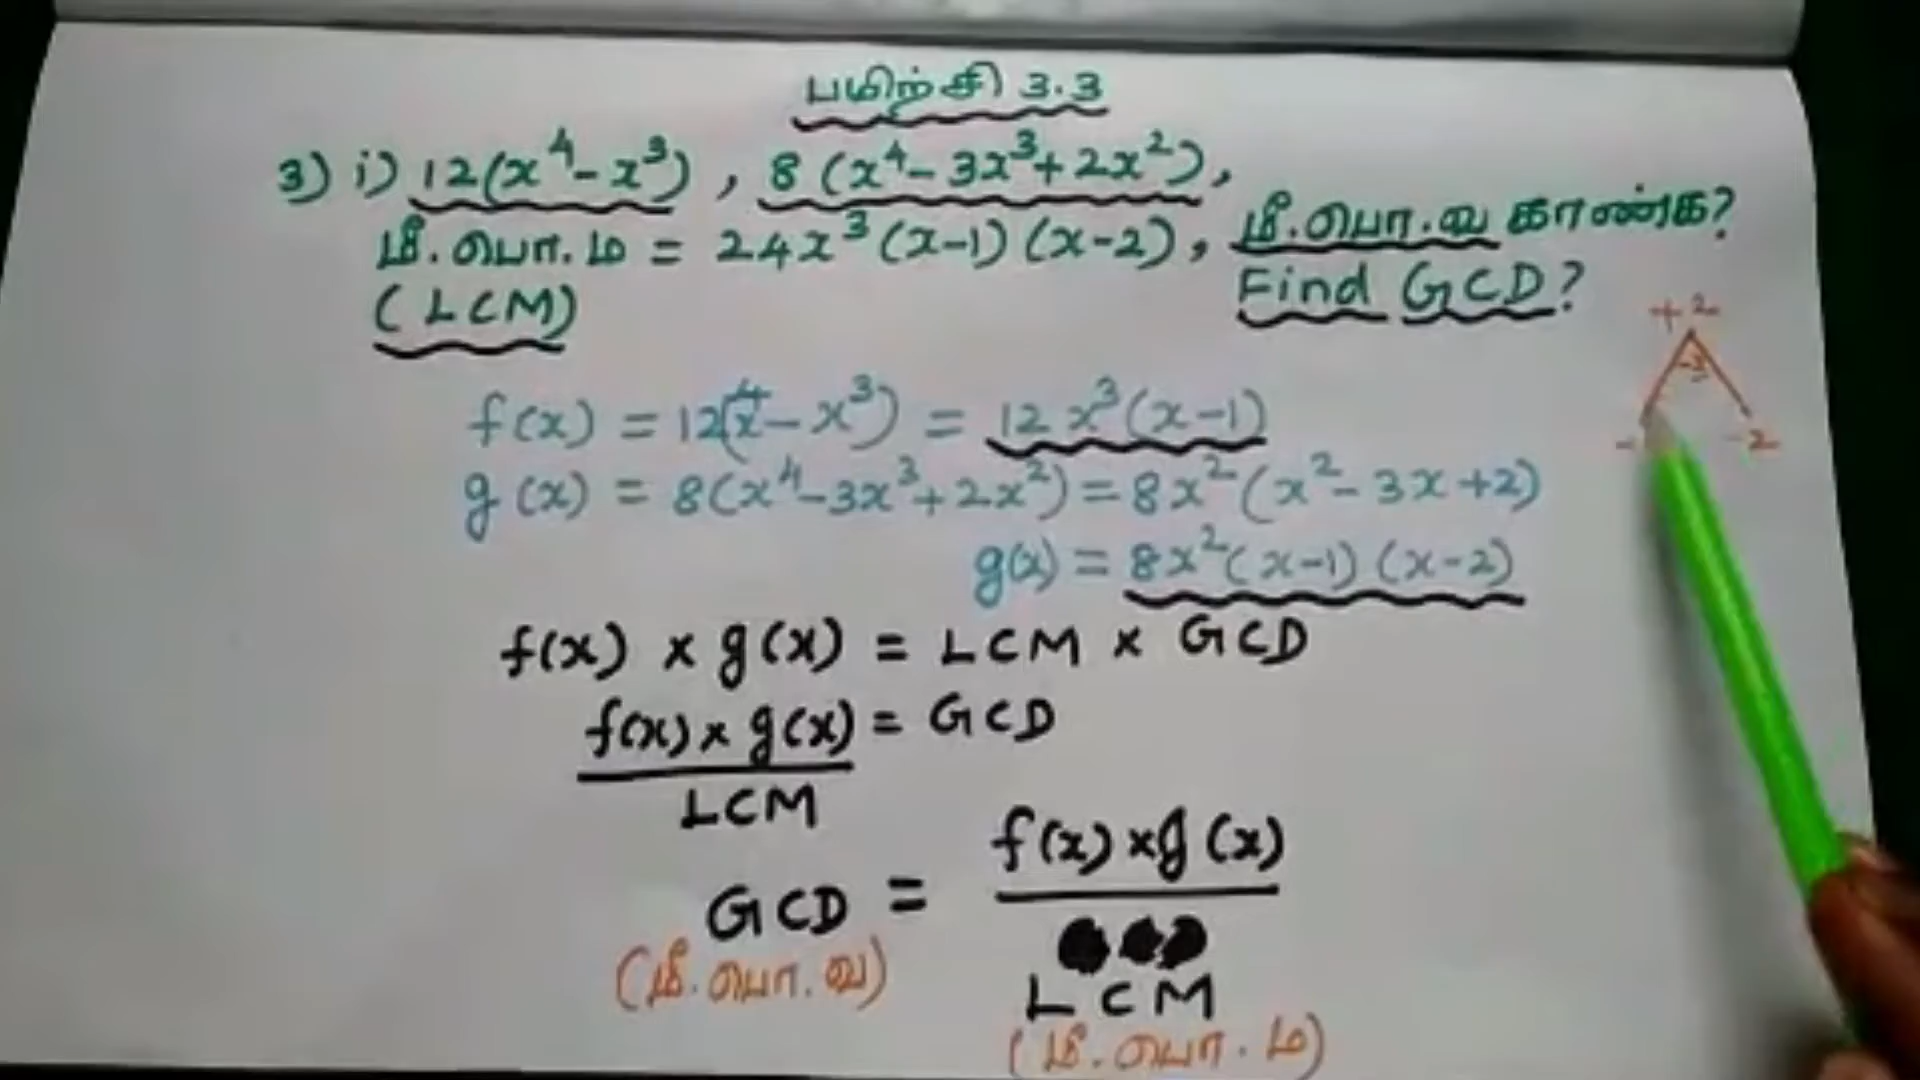 பயிற்சி 3.3
3) i) 12(x⁴-x³), 8(x⁴-3x³+2x²),
மீ.பொ.ம = 24x³(x-1)(x-2), மீ.பொ.வ காண்க?
(LCM) Find GCD?
+2
-3
-2
f(x) = 12(x⁴-x³) = 12x³(x-1)
g(x) = 8(x⁴-3x³+2x²) = 8x²(x²-3x+2)
g(x) = 8x²(x-1)(x-2)
f(x) × g(x) = LCM × GCD
f(x) × g(x) = GCD
LCM
f(x) × g(x)
GCD =
LCM
(மீ.பொ.வ)
(மீ.பொ.ம)